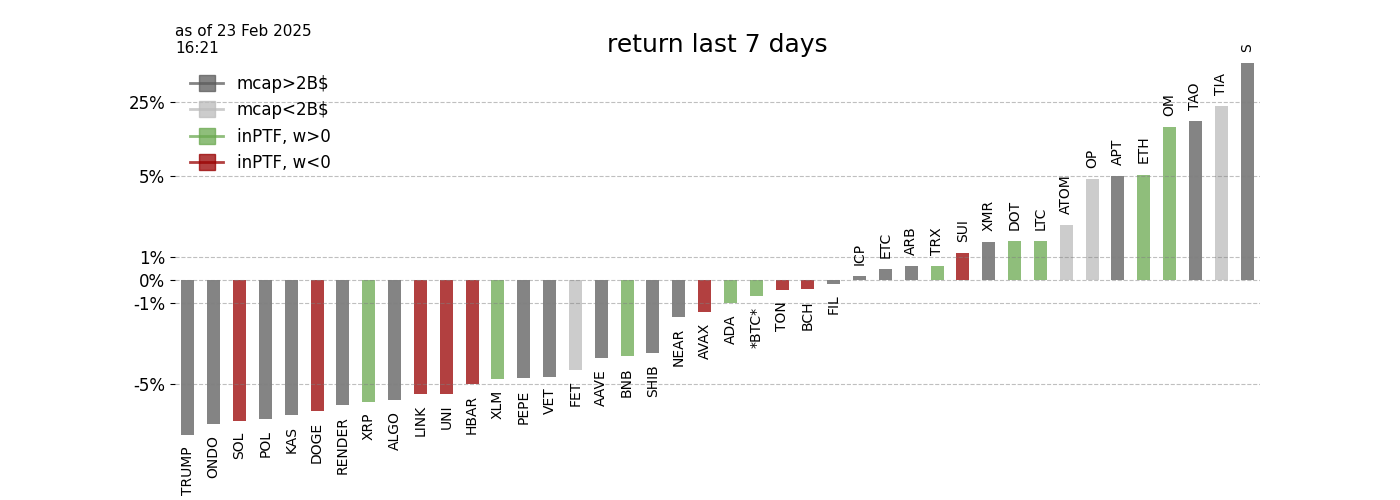 as of 23 Feb 2025
16:21
return last 7 days
mcap>2B$
mcap<2B$
inPTF, w>0
inPTF, w<0
25%
5%
1%
0%
-1%
-5%
TRUMP
ONDO
SOL
POL
KAS
DOGE
RENDER
XRP
ALGO
LINK
UNI
HBAR
XLM
PEPE
VET
FET
AAVE
BNB
SHIB
NEAR
AVAX
ADA
*BTC*
TON
BCH
FIL
ICP
ETC
ARB
TRX
SUI
XMR
DOT
LTC
ATOM
OP
APT
ETH
OM
TAO
TIA
S